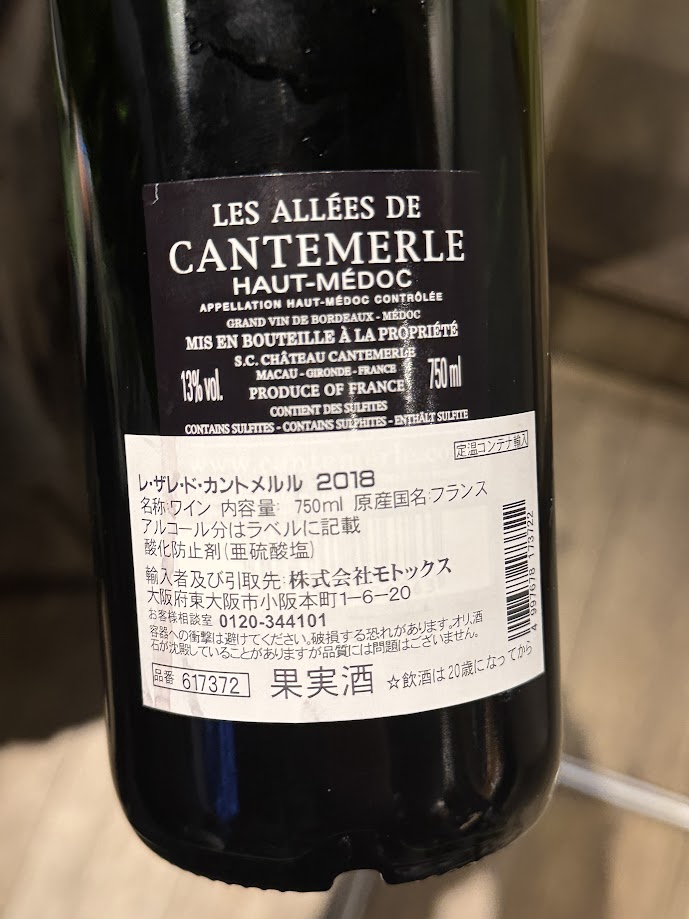 LES ALLÉES DE
CANTEMERLE
HAUT-MÉDOC
APPELLATION HAUT-MÉDOC CONTRÔLÉE
GRAND VIN DE BORDEAUX - MÉDOC
MIS EN BOUTEILLE À LA PROPRIÉTÉ
S.C. CHÂTEAU CANTEMERLE
MACAU - GIRONDE - FRANCE
13% vol. PRODUCE OF FRANCE 750 ml
CONTIENT DES SULFITES
CONTAINS SULFITES - CONTAINS SULPHITES - ENTHÄLT SULFITE
定温コンテナ輸入
レ・ザレ・ド・カントメルル 2018
名称:ワイン 内容量: 750ml 原産国名:フランス
アルコール分はラベルに記載
酸化防止剤(亜硫酸塩)
輸入者及び引取先:株式会社モトックス
大阪府東大阪市小阪本町1-6-20
お客様相談室 0120-344101
容器への衝撃は避けてください。破損する恐れがあります。オリ、酒
石が沈殿していることがありますが品質には問題はございません。
品番 617372 果実酒 ☆飲酒は20歳になってから
4 997678 173722